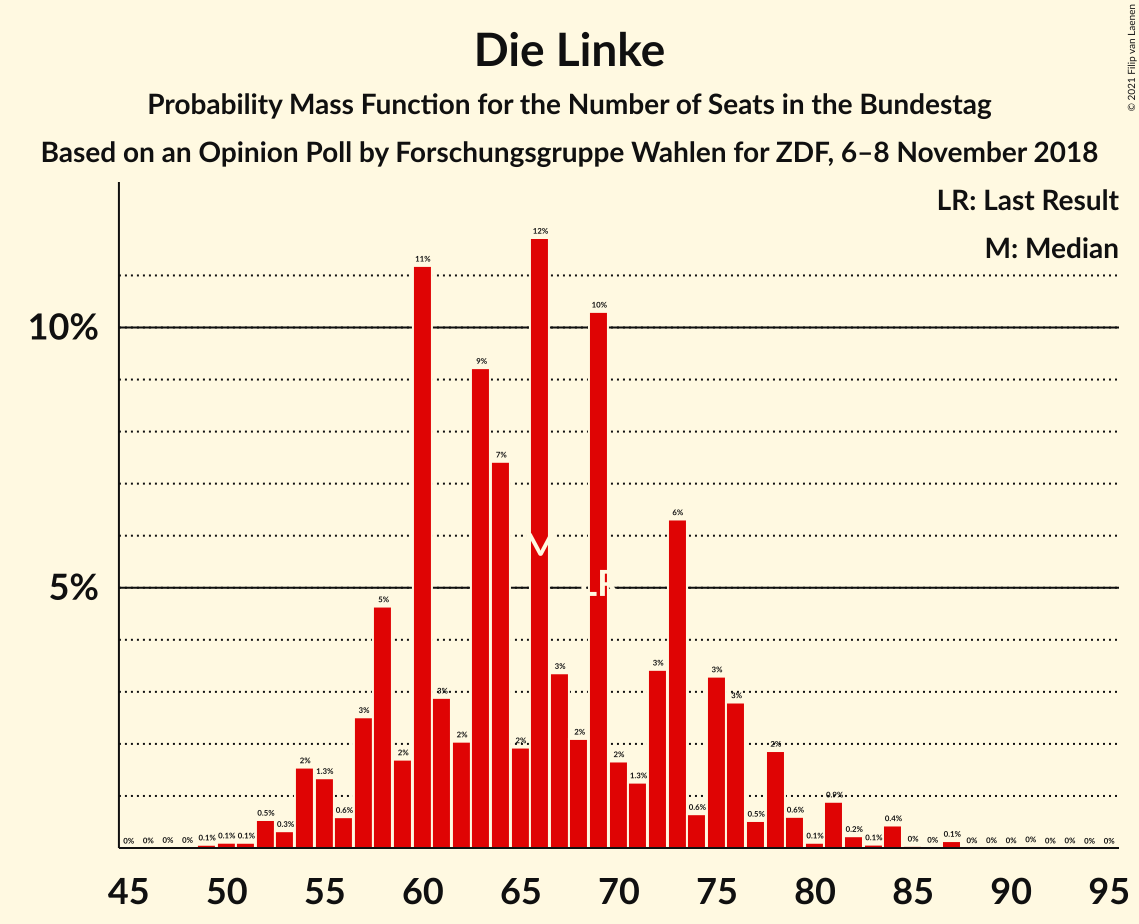 © 2021 Filip van Laenen
Die Linke
Probability Mass Function for the Number of Seats in the Bundestag
Based on an Opinion Poll by Forschungsgruppe Wahlen for ZDF, 6–8 November 2018
LR: Last Result
M: Median
10%
5%
0% 0% 0% 0% 0.1% 0.1% 0.1% 0.5% 0.3% 2% 1.3% 0.6% 3% 5% 2% 11% 3% 2% 9% 7% 2% 12% 3% 2% 10% 2% 1.3% 3% 6% 0.6% 3% 3% 0.5% 2% 0.6% 0.1% 0.9% 0.2% 0.1% 0.4% 0% 0% 0.1% 0% 0% 0% 0% 0% 0% 0% 0%
M
LR
45 50 55 60 65 70 75 80 85 90 95